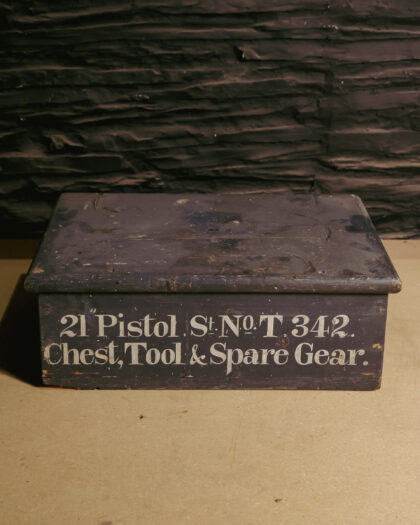 21" Pistol St. No. T. 342.
Chest, Tool & Spare Gear.